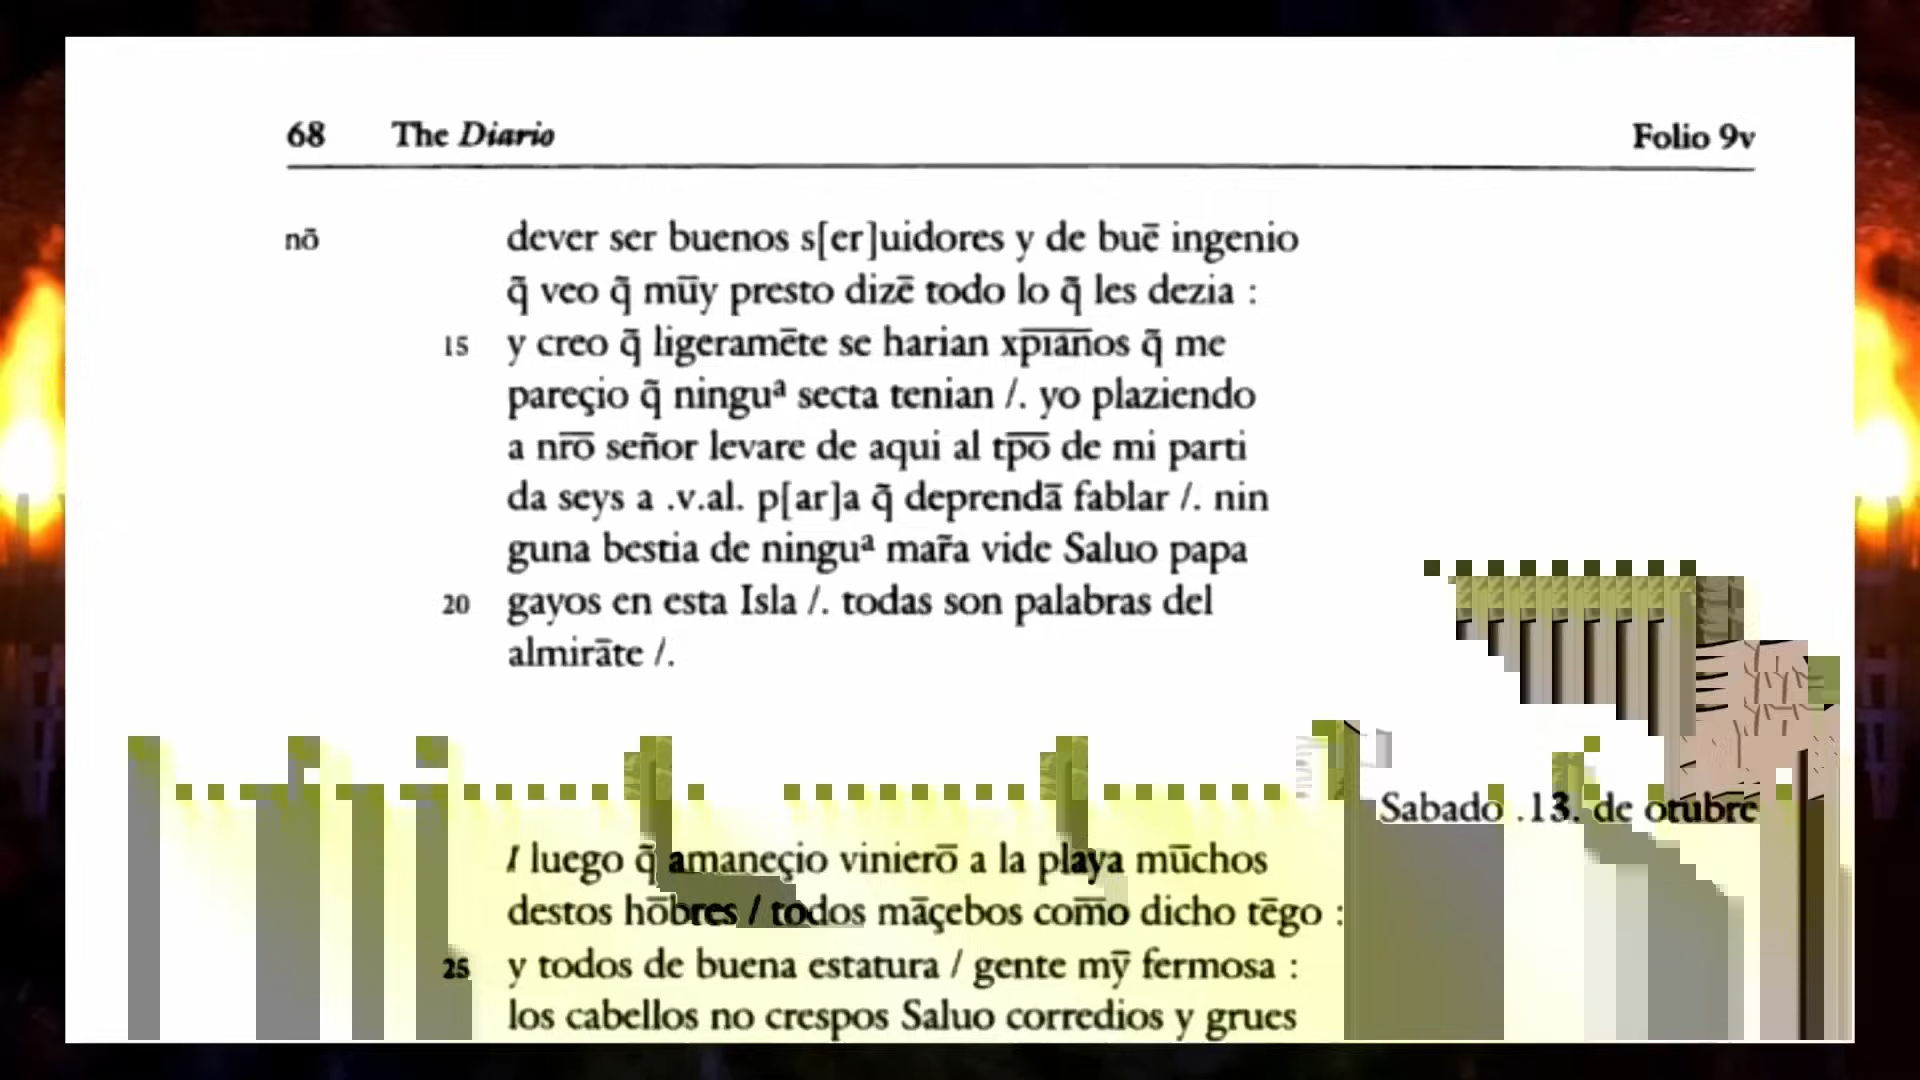 68 The Diario Folio 9v
nō dever ser buenos s[er]uidores y de buē ingenio
q̃ veo q̃ mūy presto dizē todo lo q̃ les dezia :
15 y creo q̃ ligeramēte se harian xp̅i̅a̅n̅os q̃ me
pareçio q̃ ninguª secta tenian /. yo plaziendo
a nr̅o̅ señor levare de aqui al tp̅o̅ de mi parti
da seys a .v.al. p[ar]a q̃ deprendā fablar /. nin
guna bestia de ninguª mar̃a vide Saluo papa
20 gayos en esta Isla /. todas son palabras del
almirāte /.
Sabado .13. de otubre
/ luego q̃ amaneçio vinierō a la playa mūchos
destos hōbres / todos māçebos com̅o dicho tēgo :
25 y todos de buena estatura / gente mȳ fermosa :
los cabellos no crespos Saluo corredios y grues